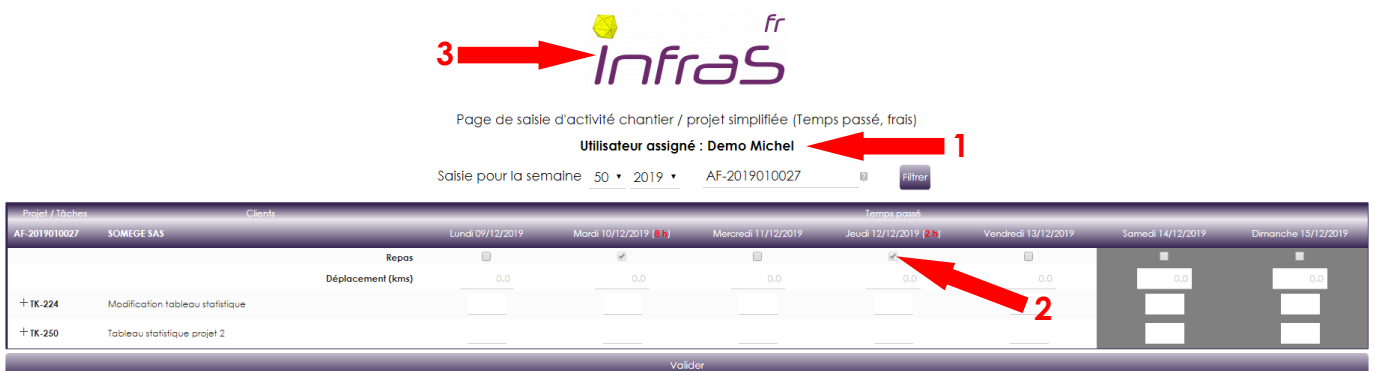 fr
InfraS
3
Page de saisie d'activité chantier / projet simplifiée (Temps passé, frais)
Utilisateur assigné : Demo Michel
1
Saisie pour la semaine 50 2019 AF-2019010027 ? Filtrer
Projet / Tâches Clients Temps passé
AF-2019010027 SOMEGE SAS Lundi 09/12/2019 Mardi 10/12/2019 (8 h) Mercredi 11/12/2019 Jeudi 12/12/2019 (2 h) Vendredi 13/12/2019 Samedi 14/12/2019 Dimanche 15/12/2019
Repas
Déplacement (kms) 0.0 0.0 0.0 0.0 0.0 0.0 0.0
2
+ TK-224 Modification tableau statistique
+ TK-250 Tableau statistique projet 2
Valider